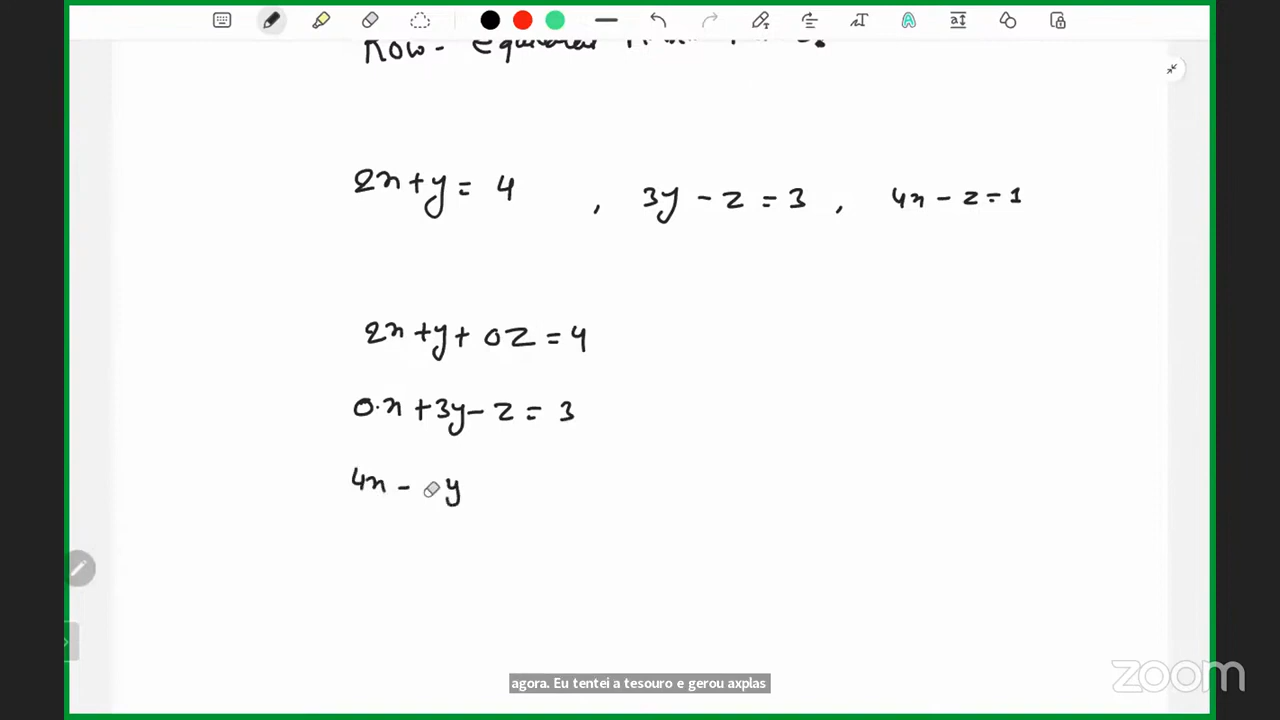 Row-
2x+y= 4 , 3y - z = 3 , 4x - z = 1
2x+y+ 0z = 4
0·x +3y- z = 3
4x - y
agora. Eu tentei a tesouro e gerou axplas
zoom